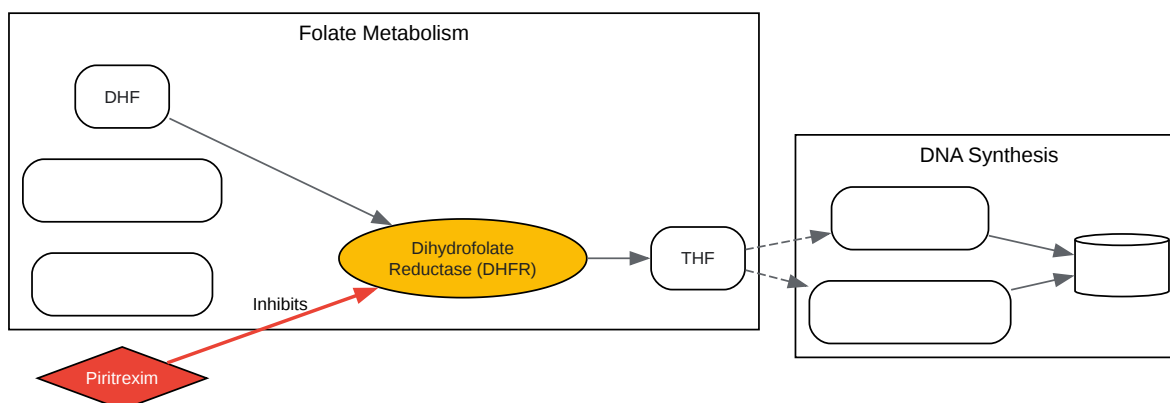 Folate Metabolism
DHF
Dihydrofolate
Reductase (DHFR)
THF
Inhibits
Piritrexim
DNA Synthesis